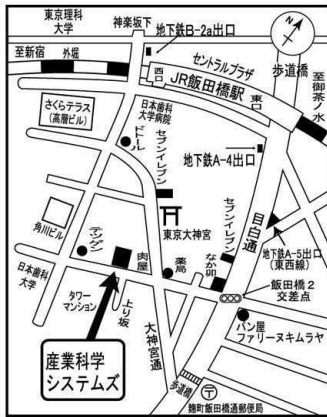 東京理科
大学
神楽坂下
地下鉄B-2a出口
N
至新宿
外堀
セントラルプラザ
歩道橋
至御茶ノ水
西口
JR飯田橋駅
東口
さくらテラス
(高層ビル)
日本歯科
大学病院
ドトール
セブンイレブン
地下鉄A-4出口
目白通
角川ビル
東京大神宮
セブンイレブン
地下鉄A-5出口
(東西線)
テング
肉屋
薬局
なか卯
日本歯科
大学
飯田橋2
交差点
タワー
マンション
上り坂
大神宮通
パン屋
ファリーヌキムラヤ
産業科学
システムズ
歩道橋
麹町飯田橋通郵便局